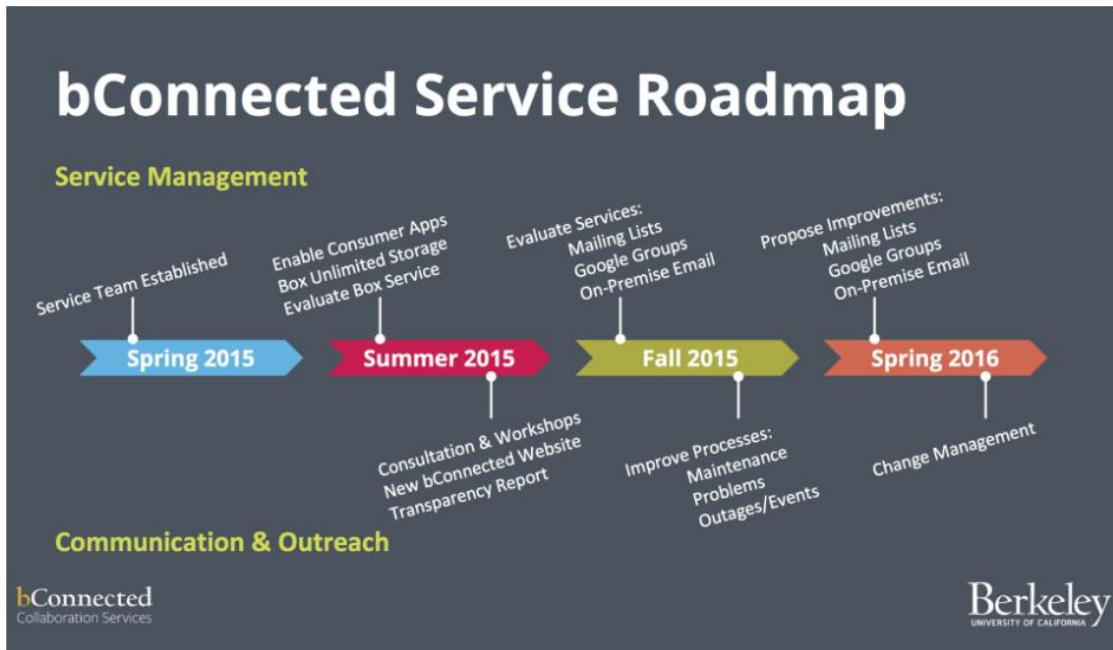 bConnected Service Roadmap
Service Management
Service Team Established
Enable Consumer Apps
Box Unlimited Storage
Evaluate Box Service
Evaluate Services:
Mailing Lists
Google Groups
On-Premise Email
Propose Improvements:
Mailing Lists
Google Groups
On-Premise Email
Spring 2015
Summer 2015
Fall 2015
Spring 2016
Consultation & Workshops
New bConnected Website
Transparency Report
Improve Processes:
Maintenance
Problems
Outages/Events
Change Management
Communication & Outreach
bConnected
Collaboration Services
Berkeley
UNIVERSITY OF CALIFORNIA